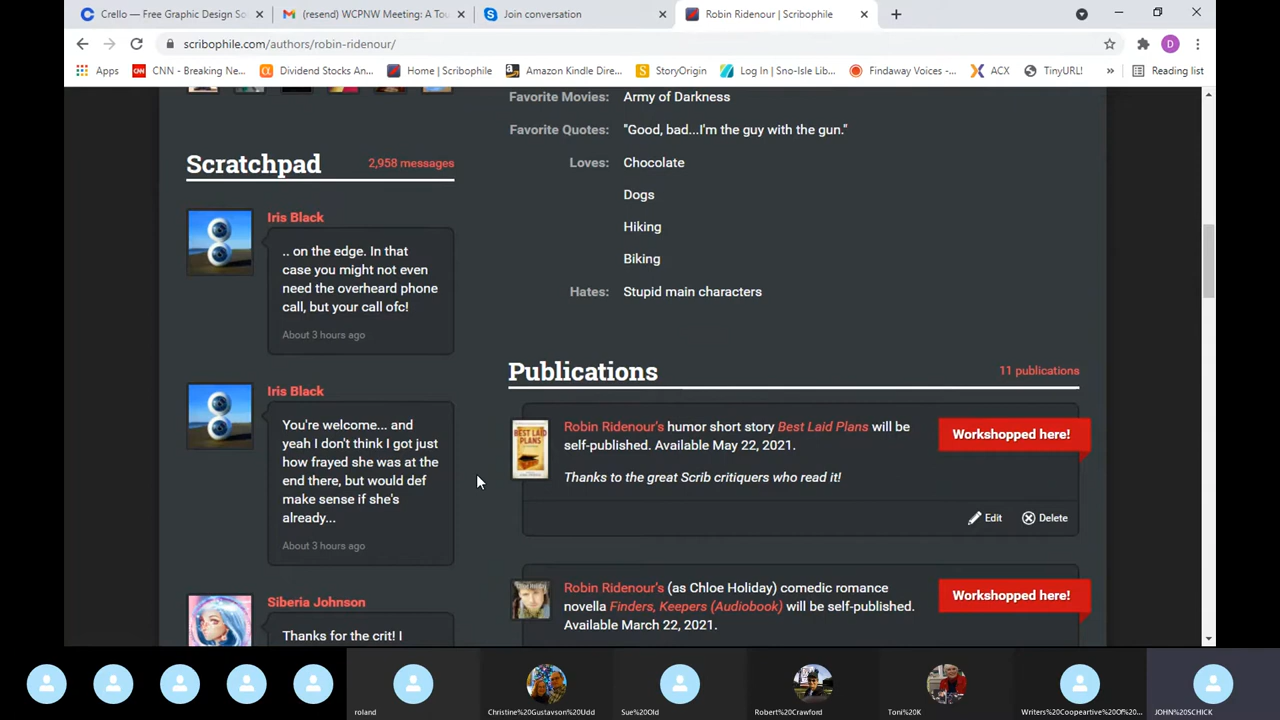 Crello — Free Graphic Design So
(resend) WCPNW Meeting: A Tou
Join conversation
Robin Ridenour | Scribophile
scribophile.com/authors/robin-ridenour/
D
Apps
CNN - Breaking Ne...
Dividend Stocks An...
Home | Scribophile
Amazon Kindle Dire...
StoryOrigin
Log In | Sno-Isle Lib...
Findaway Voices -...
ACX
TinyURL!
»
Reading list
Favorite Movies: Army of Darkness
Favorite Quotes: "Good, bad...I'm the guy with the gun."
Loves: Chocolate
Dogs
Hiking
Biking
Hates: Stupid main characters
Scratchpad
2,958 messages
Iris Black
.. on the edge. In that
case you might not even
need the overheard phone
call, but your call ofc!
About 3 hours ago
Iris Black
You're welcome... and
yeah I don't think I got just
how frayed she was at the
end there, but would def
make sense if she's
already...
About 3 hours ago
Siberia Johnson
Thanks for the crit! I
Publications
11 publications
BEST LAID
PLANS
Robin Ridenour's humor short story Best Laid Plans will be
self-published. Available May 22, 2021.
Thanks to the great Scrib critiquers who read it!
Workshopped here!
Edit
Delete
Chloe Holiday
Robin Ridenour's (as Chloe Holiday) comedic romance
novella Finders, Keepers (Audiobook) will be self-published.
Available March 22, 2021.
Workshopped here!
roland
Christine%20Gustavson%20Udd
Sue%20Old
Robert%20Crawford
Toni%20K
Writers%20Coopeartive%20Of%20...
JOHN%20SCHICK